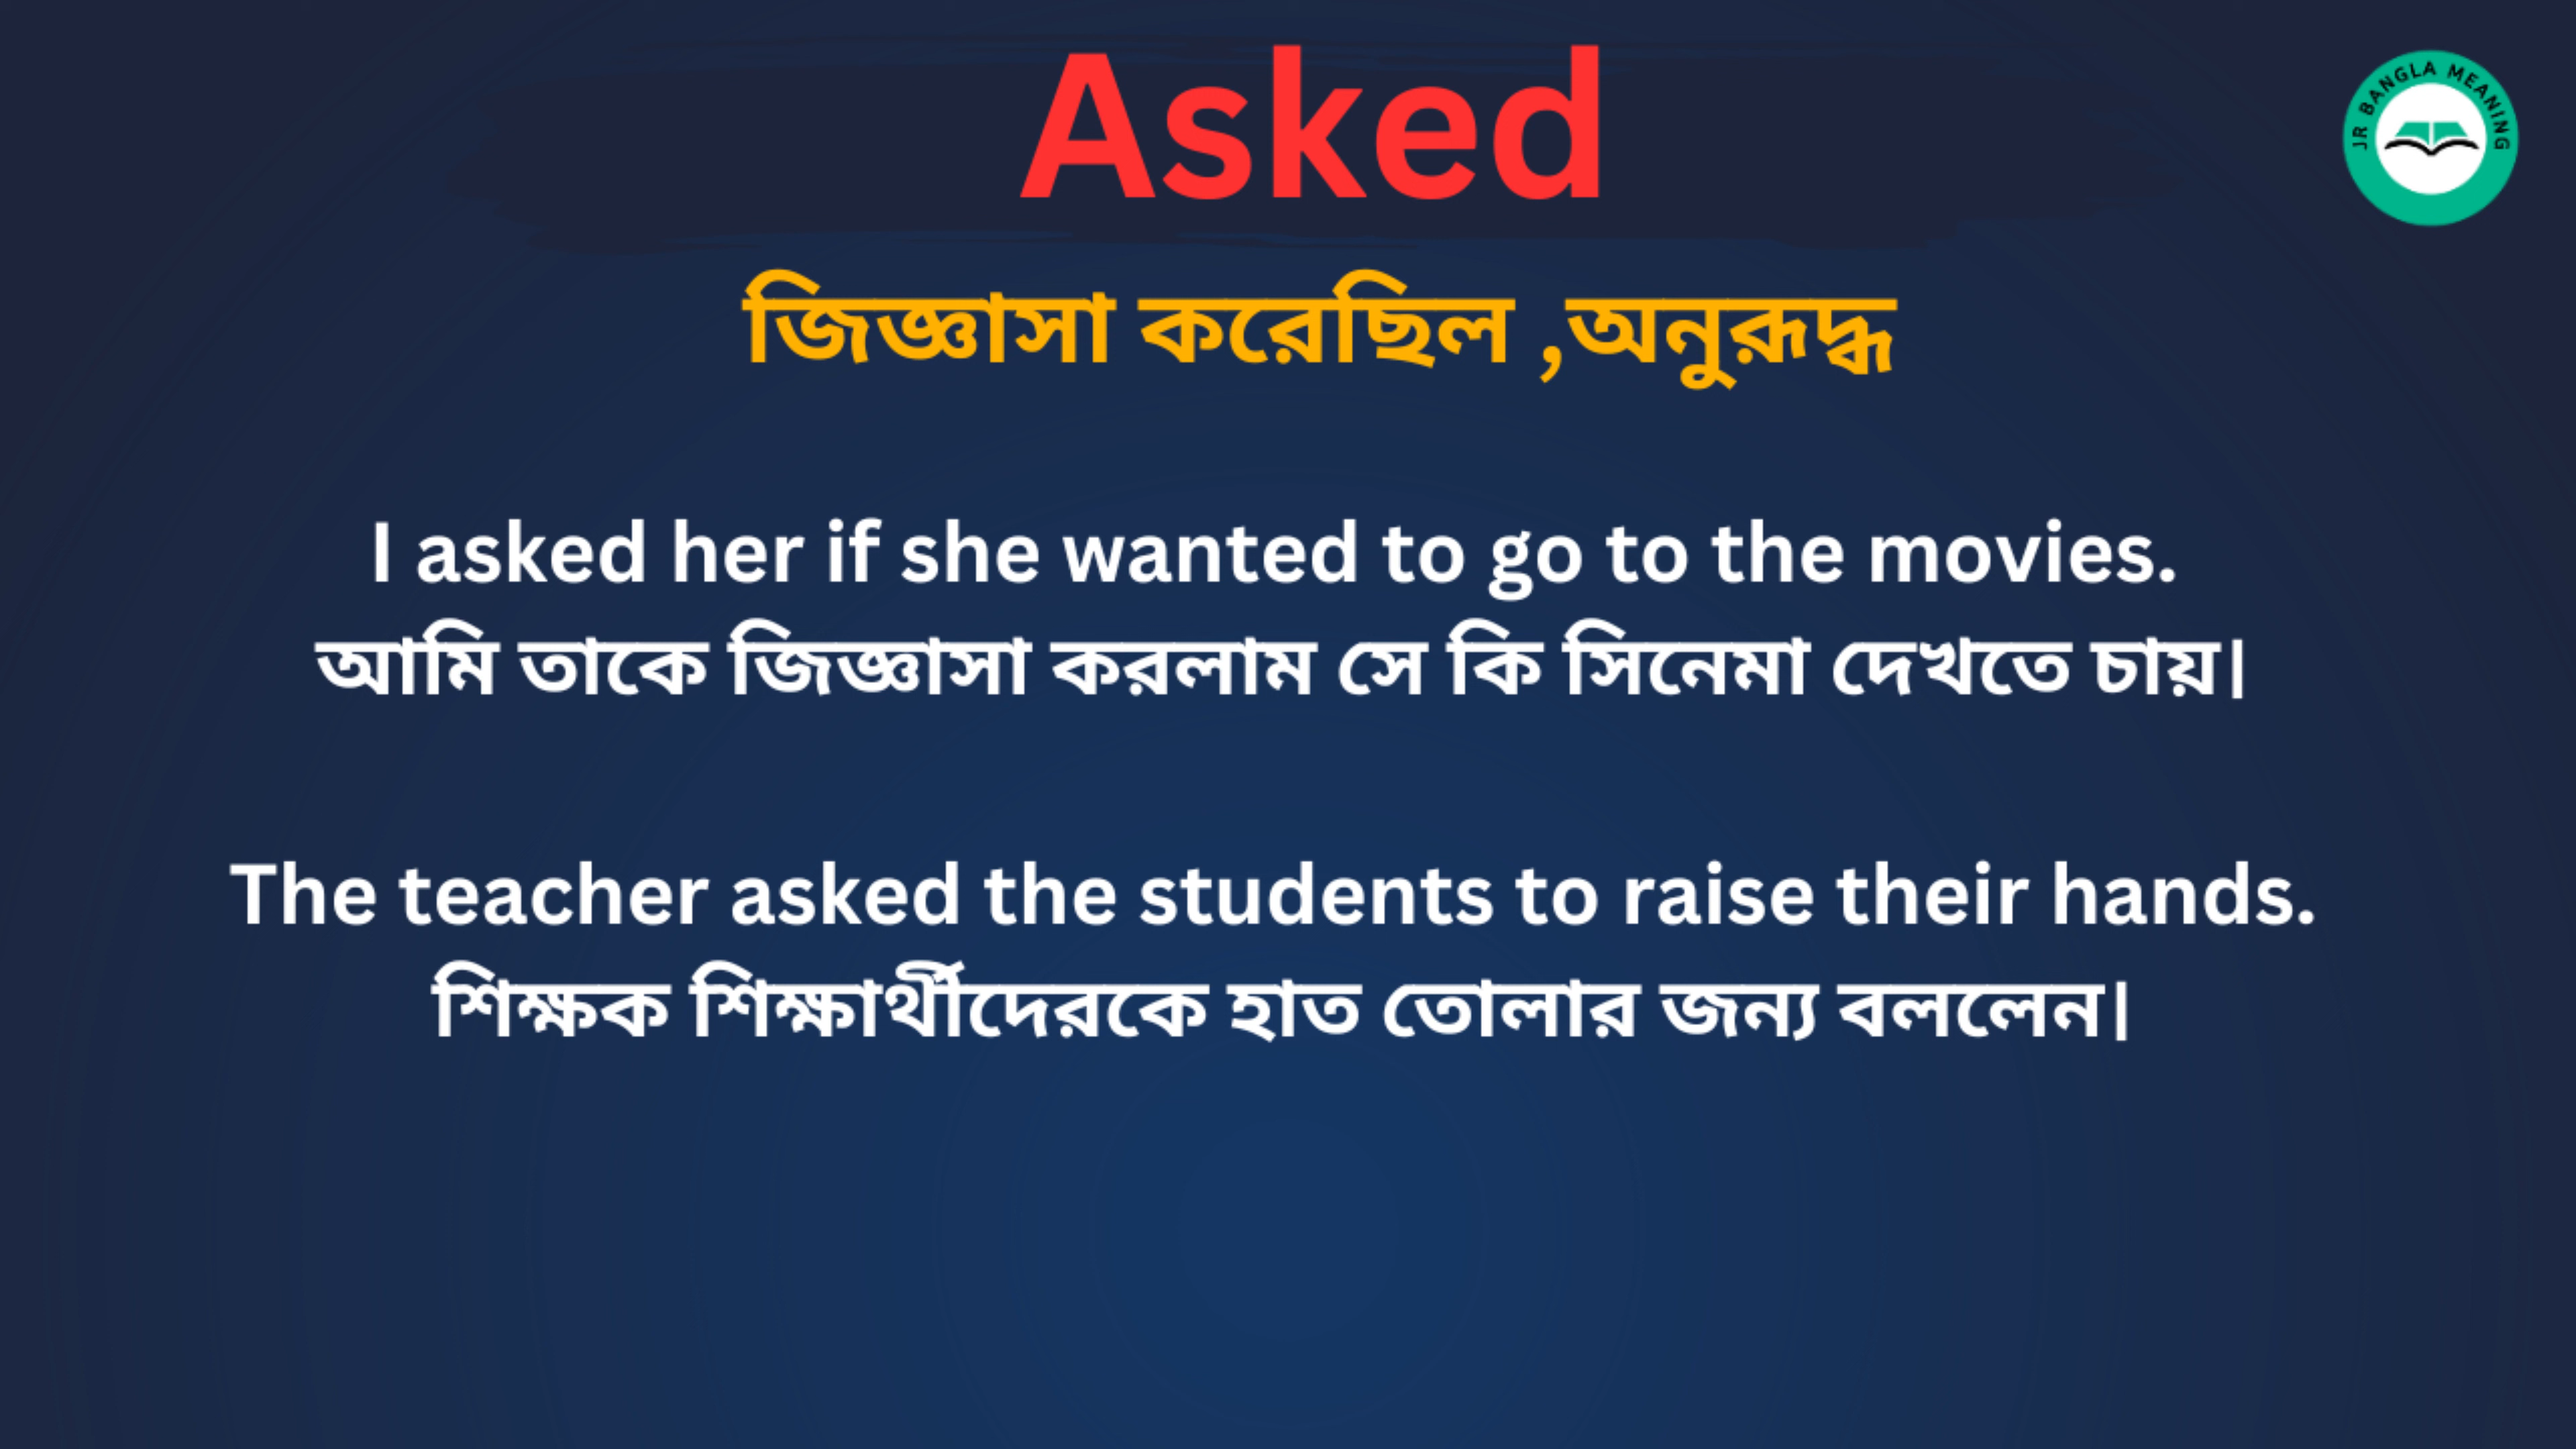 Asked
JR BANGLA MEANING
জিজ্ঞাসা করেছিল ,অনুরূদ্ধ
I asked her if she wanted to go to the movies.
আমি তাকে জিজ্ঞাসা করলাম সে কি সিনেমা দেখতে চায়।
The teacher asked the students to raise their hands.
শিক্ষক শিক্ষার্থীদেরকে হাত তোলার জন্য বললেন।